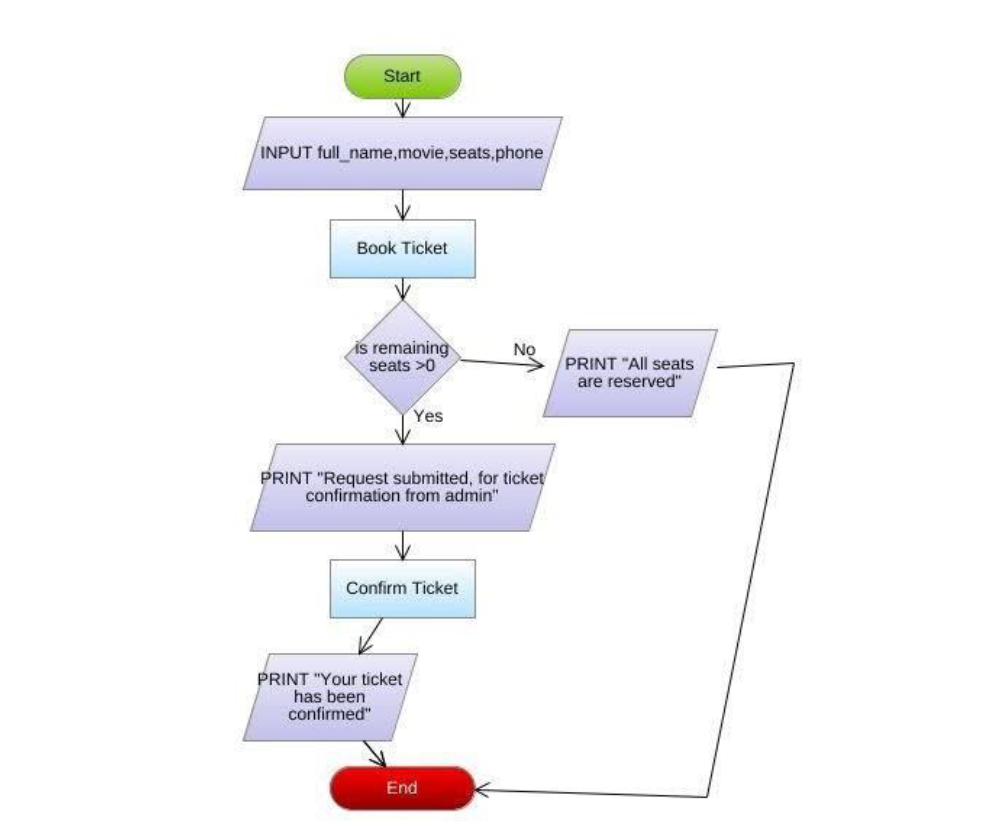 Start
INPUT full_name,movie,seats,phone
Book Ticket
is remaining
seats >0
No
PRINT "All seats
are reserved"
Yes
PRINT "Request submitted, for ticket
confirmation from admin"
Confirm Ticket
PRINT "Your ticket
has been
confirmed"
End